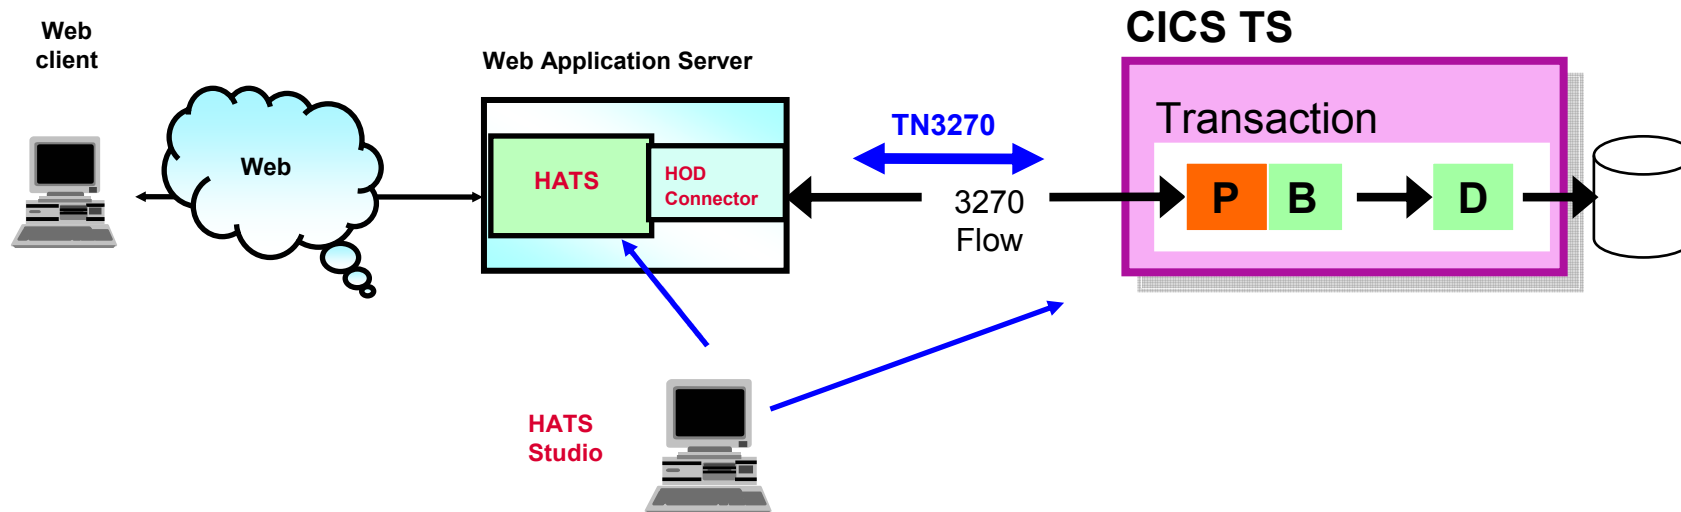 Web
client
Web
Web Application Server
HATS
HOD
Connector
TN3270
3270
Flow
CICS TS
Transaction
P B D
HATS
Studio